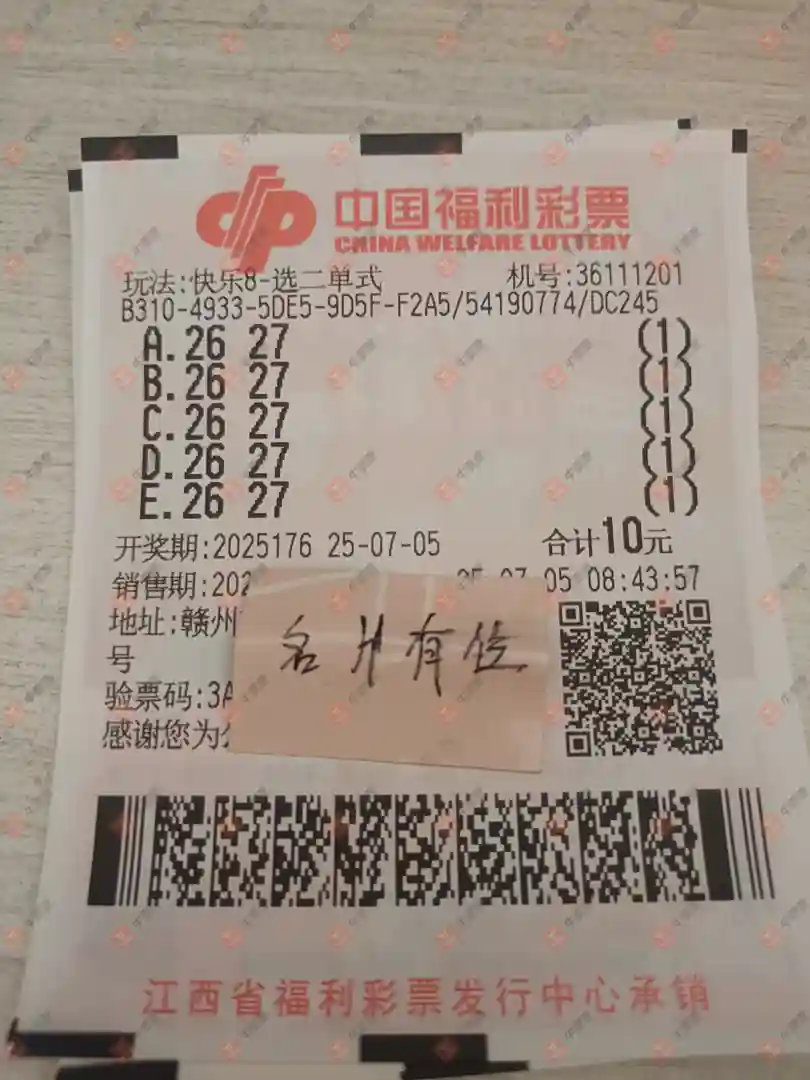 中国福利彩票
CHINA WELFARE LOTTERY
玩法:快乐8-选二单式 机号:36111201
B310-4933-5DE5-9D5F-F2A5/54190774/DC245
A.26 27 (1)
B.26 27 (1)
C.26 27 (1)
D.26 27 (1)
E.26 27 (1)
开奖期:2025176 25-07-05 合计10元
销售期:202 05 08:43:57
地址:赣州
号
名片有位
验票码:3A
感谢您为
江西省福利彩票发行中心承销